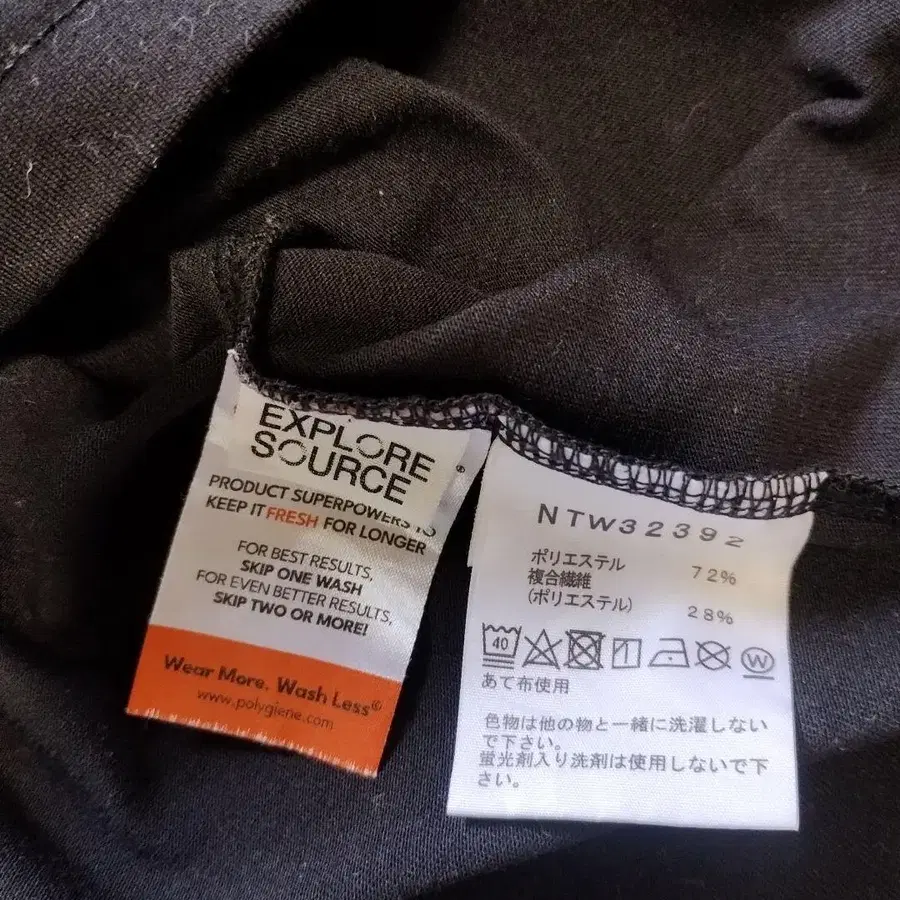 EXPLORE
SOURCE
®
PRODUCT SUPERPOWERS TO
KEEP IT FRESH FOR LONGER
FOR BEST RESULTS,
SKIP ONE WASH
FOR EVEN BETTER RESULTS,
SKIP TWO OR MORE!
Wear More. Wash Less®
www.polygiene.com
NTW32392
ポリエステル 72%
複合繊維
(ポリエステル) 28%
40
W
あて布使用
色物は他の物と一緒に洗濯しない
で下さい。
蛍光剤入り洗剤は使用しないで下
さい。